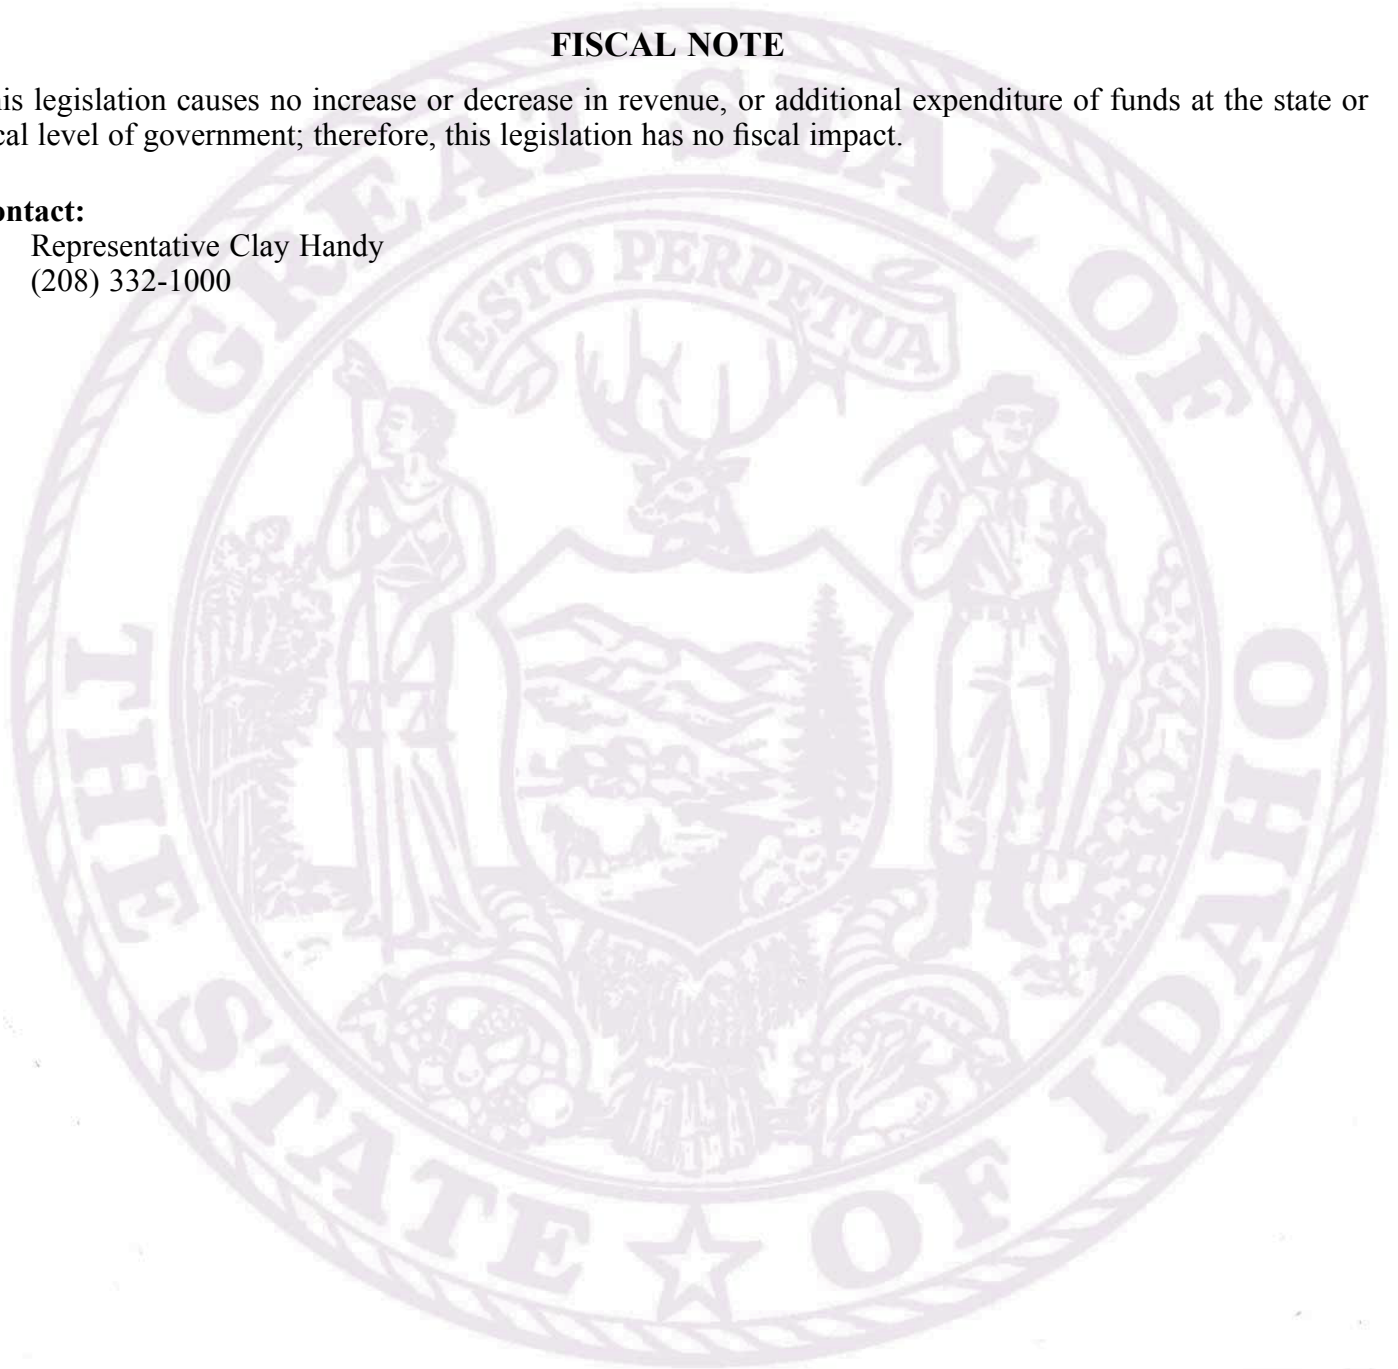 FISCAL NOTE
his legislation causes no increase or decrease in revenue, or additional expenditure of funds at the state or
cal level of government; therefore, this legislation has no fiscal impact.
ontact:
Representative Clay Handy
(208) 332-1000
GREAT SEAL OF
THE STATE OF IDAHO
ESTO PERPETUA